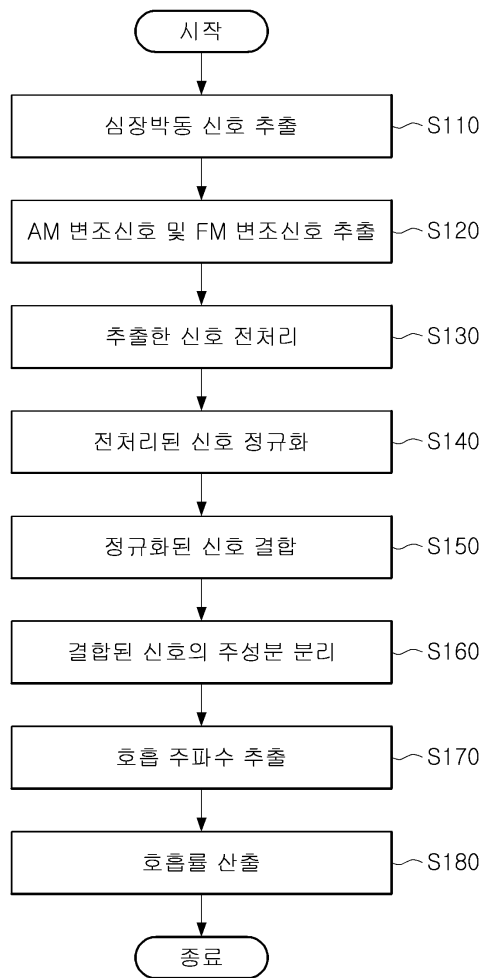 시작
심장박동 신호 추출 S110
AM 변조신호 및 FM 변조신호 추출 S120
추출한 신호 전처리 S130
전처리된 신호 정규화 S140
정규화된 신호 결합 S150
결합된 신호의 주성분 분리 S160
호흡 주파수 추출 S170
호흡률 산출 S180
종료